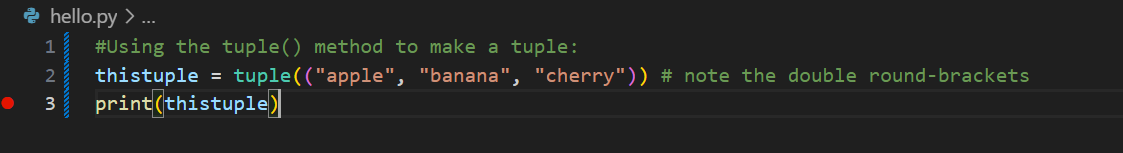 hello.py > ...
1 #Using the tuple() method to make a tuple:
2 thistuple = tuple(("apple", "banana", "cherry")) # note the double round-brackets
3 print(thistuple)